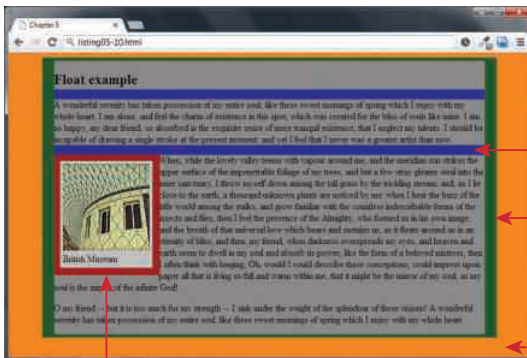 Chapter 5
listing05-10.html
Float example
A wonderful serenity has taken possession of my entire soul, like these sweet mornings of spring which I enjoy with my
whole heart. I am alone, and feel the charm of existence in this spot, which was created for the bliss of souls like mine. I am
so happy, my dear friend, so absorbed in the exquisite sense of mere tranquil existence, that I neglect my talents. I should be
incapable of drawing a single stroke at the present moment; and yet I feel that I never was a greater artist than now.
When, while the lovely valley teems with vapour around me, and the meridian sun strikes the
upper surface of the impenetrable foliage of my trees, and but a few stray gleams steal into the
inner sanctuary, I throw myself down among the tall grass by the trickling stream; and, as I lie
close to the earth, a thousand unknown plants are noticed by me: when I hear the buzz of the
little world among the stalks, and grow familiar with the countless indescribable forms of the
insects and flies, then I feel the presence of the Almighty, who formed us in his own image,
and the breath of that universal love which bears and sustains us, as it floats around us in an
eternity of bliss; and then, my friend, when darkness overspreads my eyes, and heaven and
earth seem to dwell in my soul and absorb its power, like the form of a beloved mistress, then
I often think with longing, Oh, would I could describe these conceptions, could impress upon
paper all that is living so full and warm within me, that it might be the mirror of my soul, as my
soul is the mirror of the infinite God!
British Museum
O my friend -- but it is too much for my strength -- I sink under the weight of the splendour of these visions! A wonderful
serenity has taken possession of my entire soul, like these sweet mornings of spring which I enjoy with my whole heart.